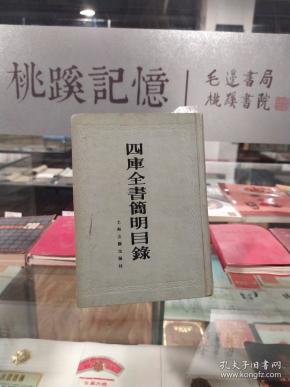 桃蹊記憶
毛邊書局
桃蹊書院
四庫全書簡明目錄
上海古籍出版社
孔夫子旧书网